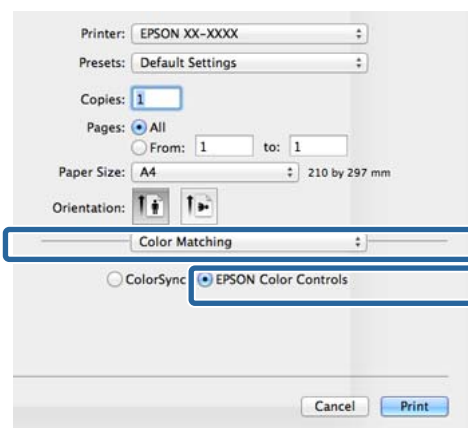 Printer: EPSON XX-XXXX
Presets: Default Settings
Copies: 1
Pages: All
From: 1 to: 1
Paper Size: A4 210 by 297 mm
Orientation:
Color Matching
ColorSync EPSON Color Controls
Cancel Print